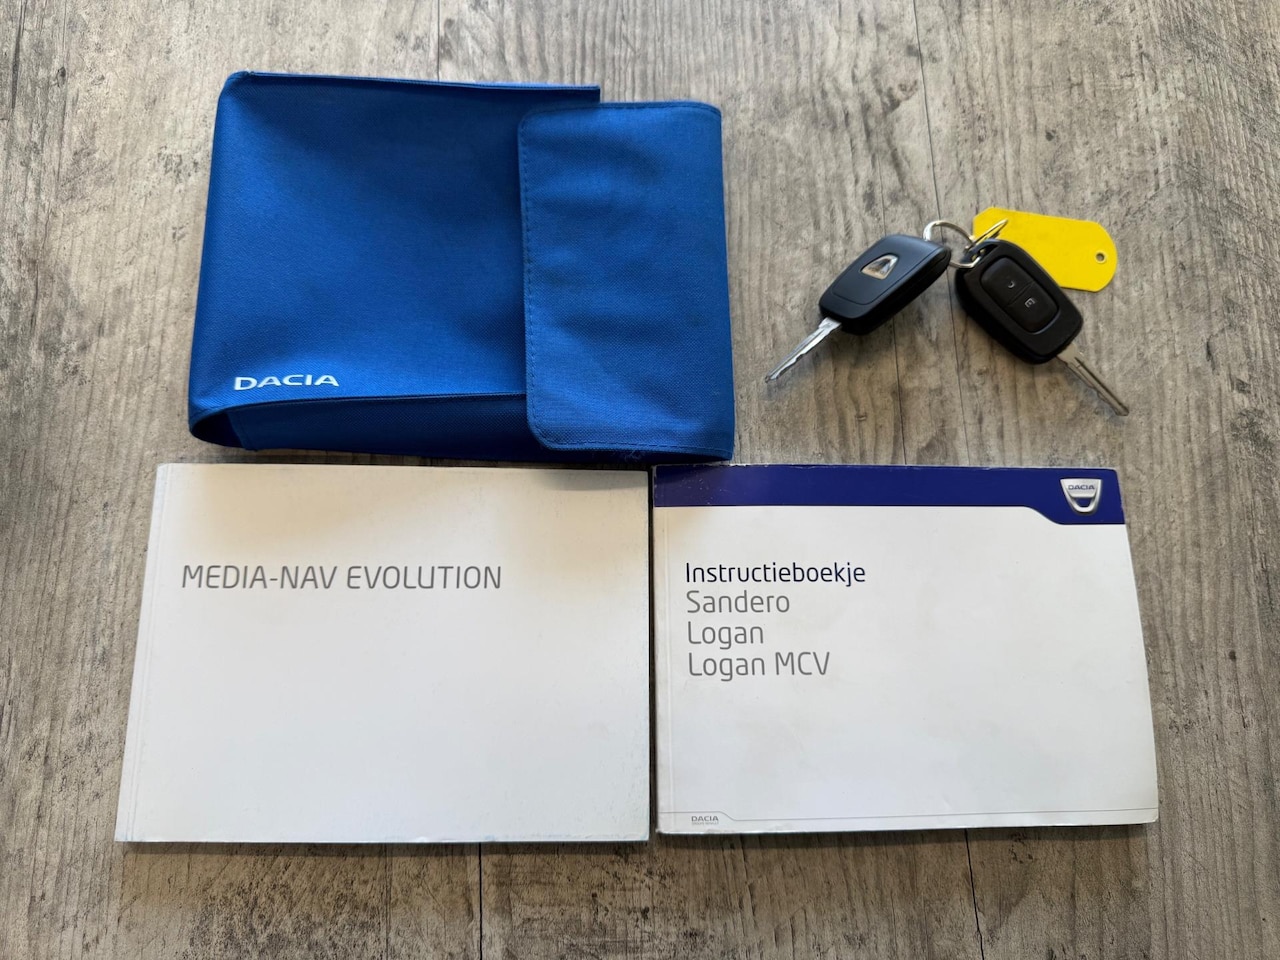 DACIA
MEDIA-NAV EVOLUTION
DACIA
Instructieboekje
Sandero
Logan
Logan MCV
DACIA